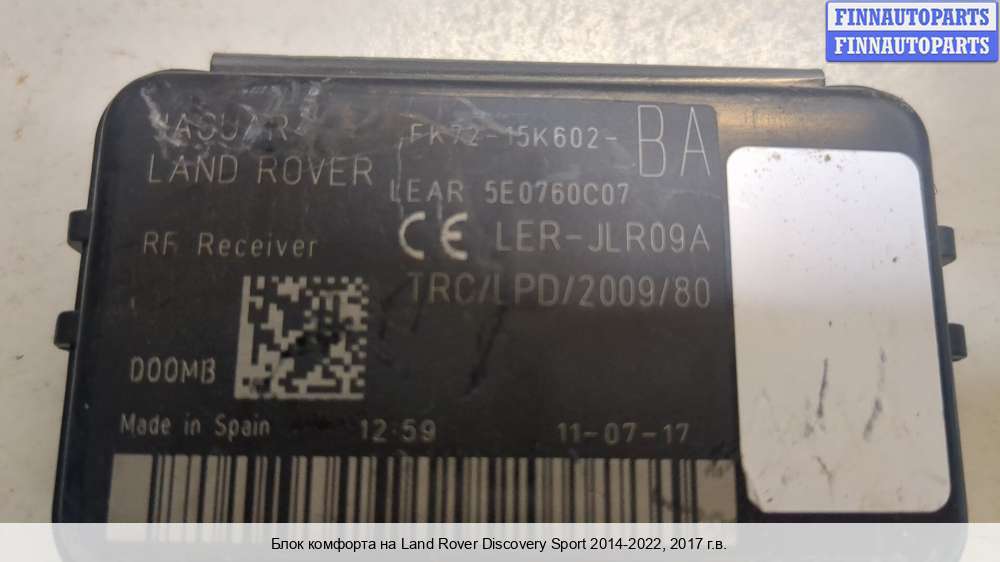 FINNAUTOPARTS
FINNAUTOPARTS
JAGUAR
LAND ROVER
FK72-15K602-BA
LEAR 5E0760C07
RF Receiver
CE LER-JLR09A
TRC/LPD/2009/80
D00MB
Made in Spain 12:59 11-07-17
Блок комфорта на Land Rover Discovery Sport 2014-2022, 2017 г.в.